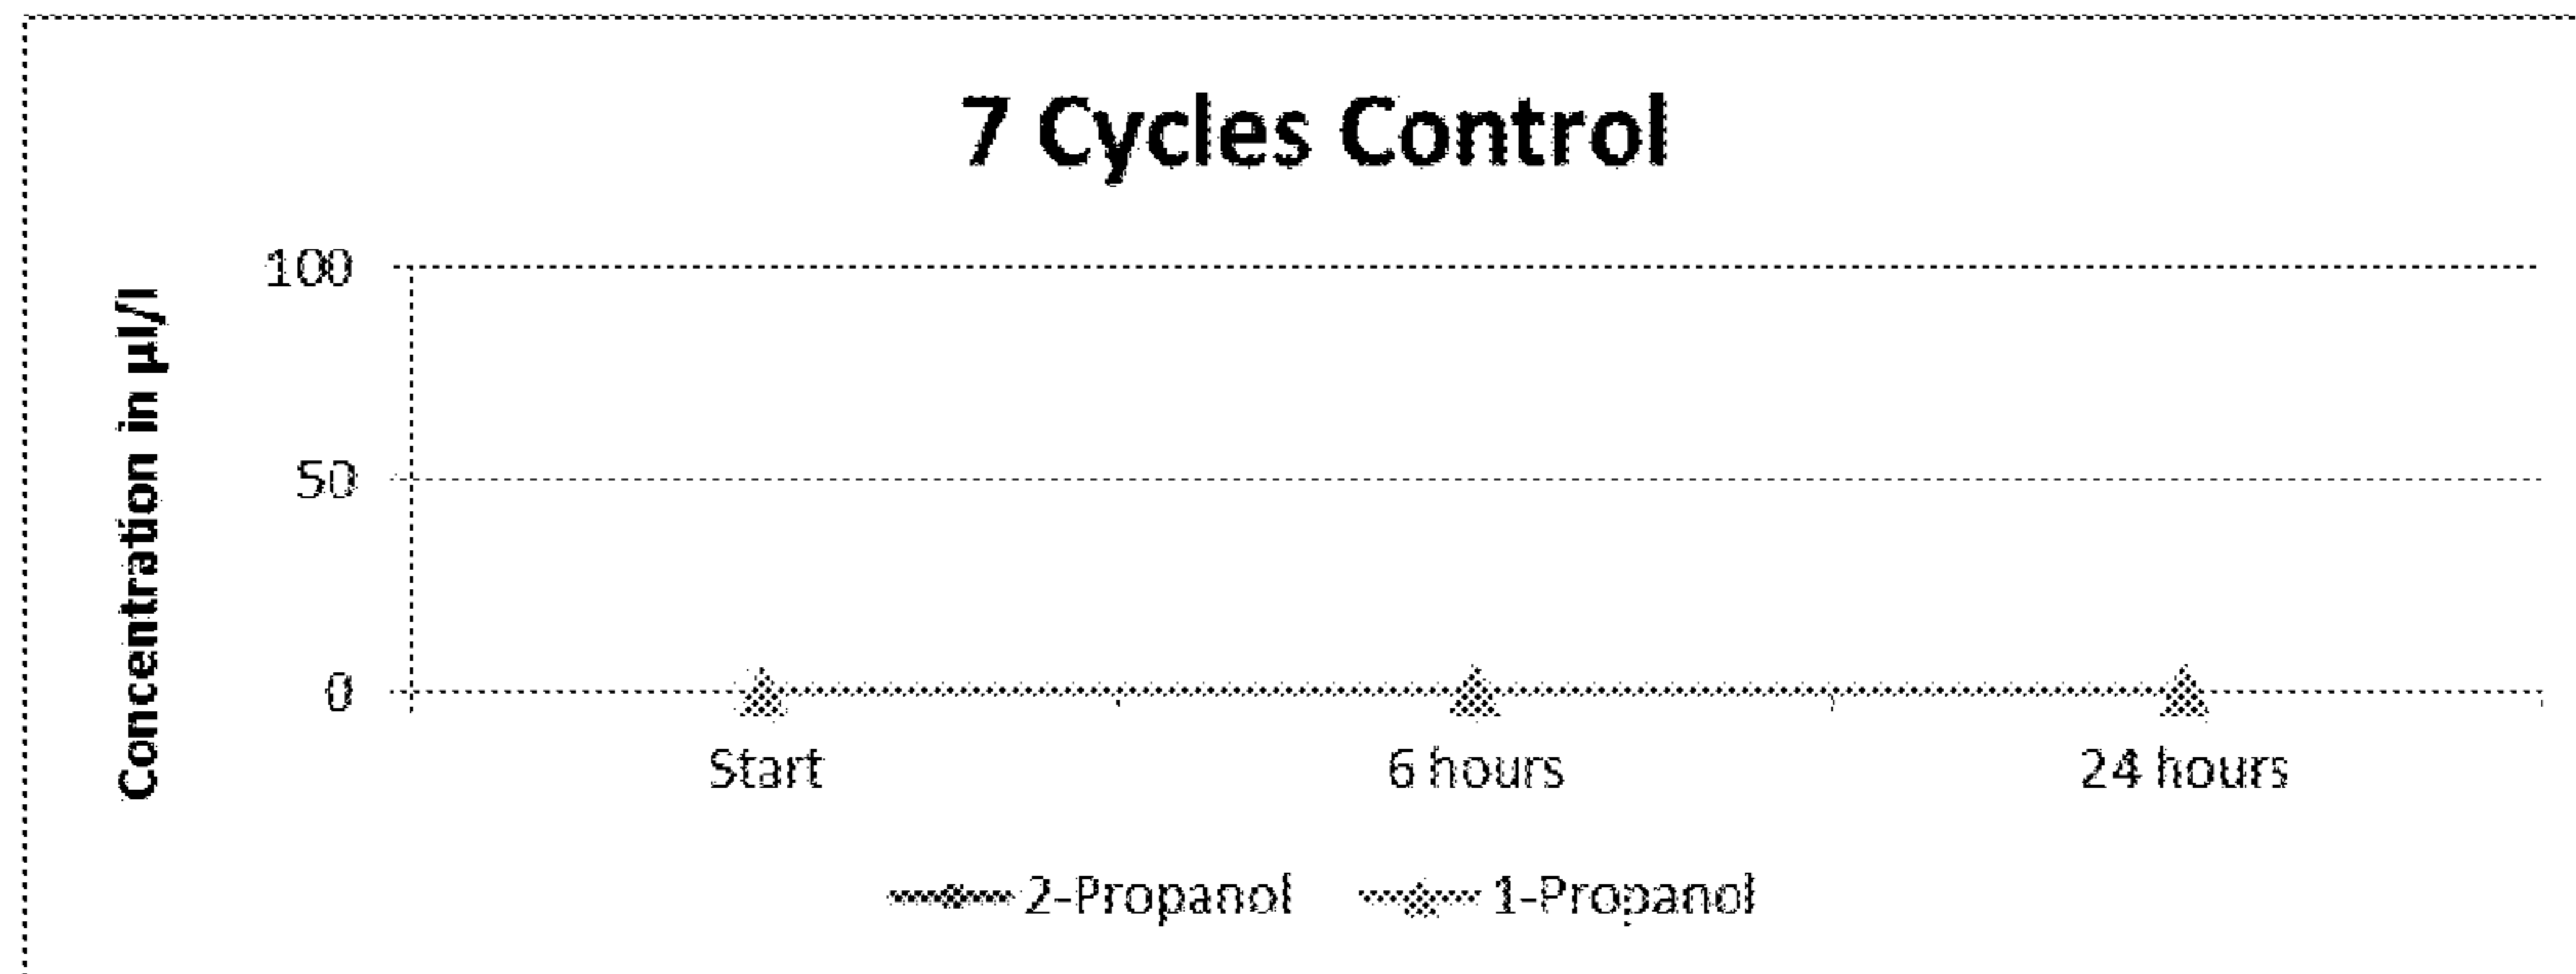 7 Cycles Control
Concentration in µl/l
100
50
0
Start
6 hours
24 hours
2-Propanol
1-Propanol